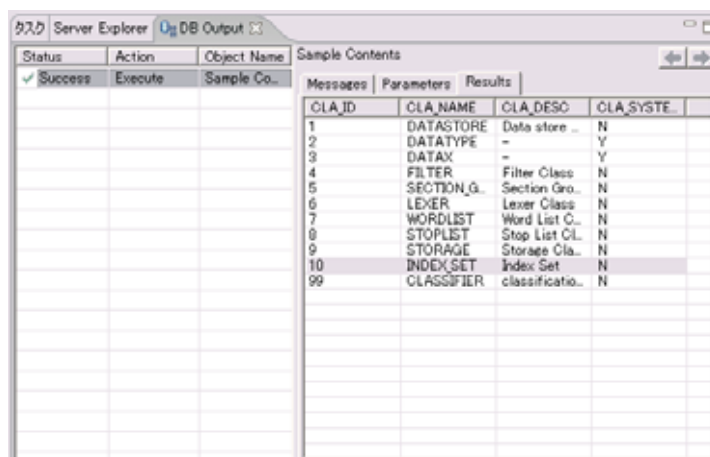 タスク Server Explorer DB Output
Status Action Object Name
Success Execute Sample Co...
Sample Contents
Messages Parameters Results
CLA_ID CLA_NAME CLA_DESC CLA_SYSTE...
1 DATASTORE Data store ... N
2 DATATYPE - Y
3 DATAX - Y
4 FILTER Filter Class N
5 SECTION_G... Section Gro... N
6 LEXER Lexer Class N
7 WORDLIST Word List C... N
8 STOPLIST Stop List Cl... N
9 STORAGE Storage Cla... N
10 INDEX_SET Index Set N
99 CLASSIFIER classificatio... N